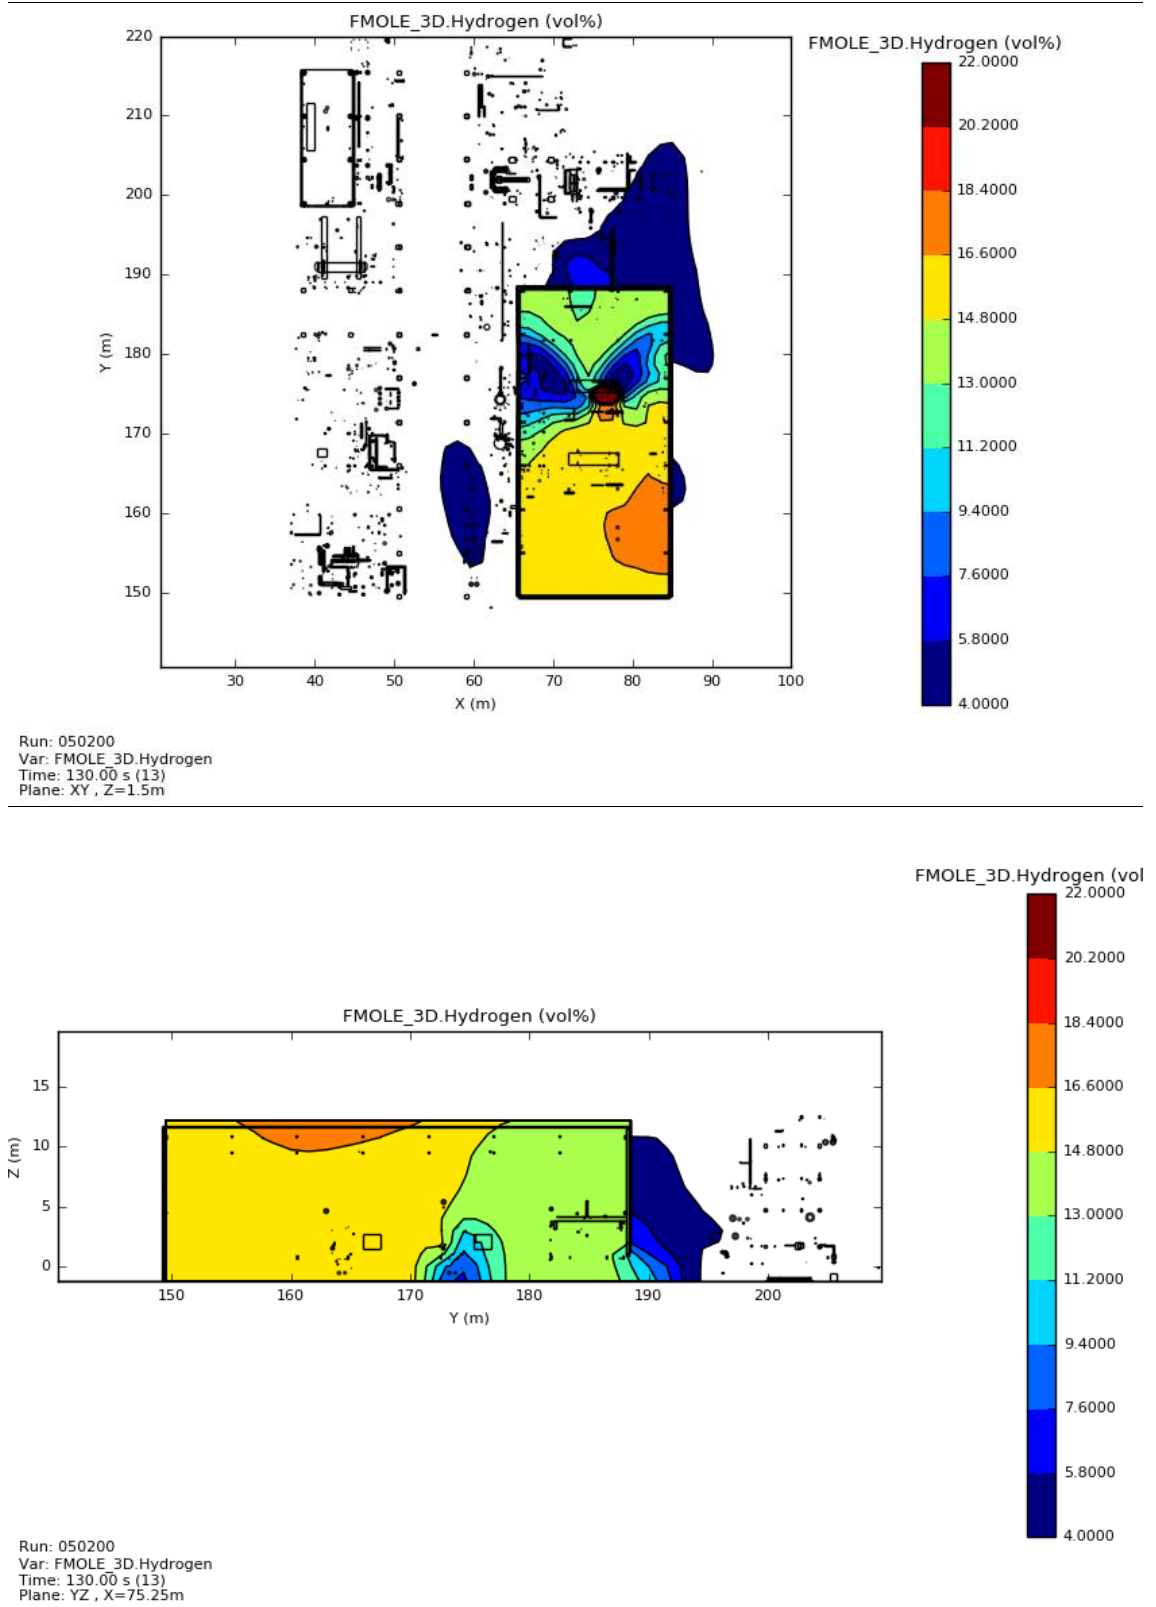 FMOLE_3D.Hydrogen (vol%)
FMOLE_3D.Hydrogen (vol%)
220
210
200
190
180
170
160
150
Y (m)
30 40 50 60 70 80 90 100
X (m)
22.0000
20.2000
18.4000
16.6000
14.8000
13.0000
11.2000
9.4000
7.6000
5.8000
4.0000
Run: 050200
Var: FMOLE_3D.Hydrogen
Time: 130.00 s (13)
Plane: XY , Z=1.5m
FMOLE_3D.Hydrogen (vol
FMOLE_3D.Hydrogen (vol%)
15
10
5
0
Z (m)
150 160 170 180 190 200
Y (m)
22.0000
20.2000
18.4000
16.6000
14.8000
13.0000
11.2000
9.4000
7.6000
5.8000
4.0000
Run: 050200
Var: FMOLE_3D.Hydrogen
Time: 130.00 s (13)
Plane: YZ , X=75.25m